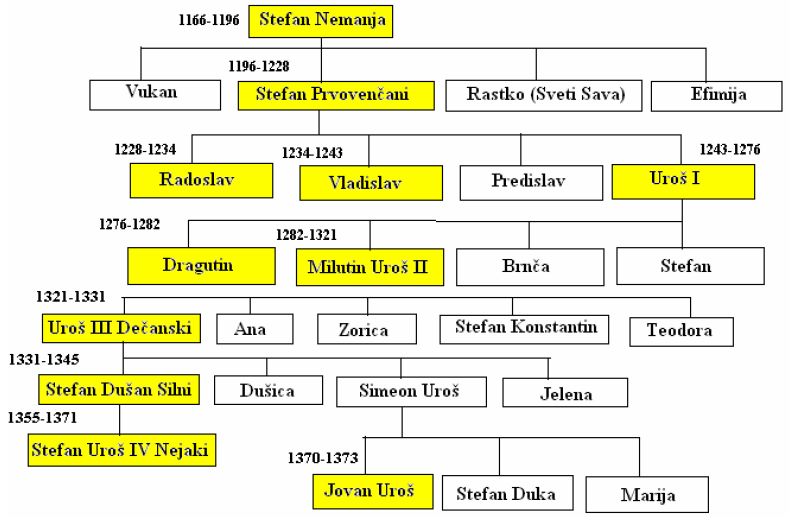 1166-1196
Stefan Nemanja
1196-1228
Vukan
Stefan Prvovenčani
Rastko (Sveti Sava)
Efimija
1228-1234
1234-1243
1243-1276
Radoslav
Vladislav
Predislav
Uroš I
1276-1282
1282-1321
Dragutin
Milutin Uroš II
Brnča
Stefan
1321-1331
Uroš III Dečanski
Ana
Zorica
Stefan Konstantin
Teodora
1331-1345
Stefan Dušan Silni
Dušica
Simeon Uroš
Jelena
1355-1371
Stefan Uroš IV Nejaki
1370-1373
Jovan Uroš
Stefan Duka
Marija